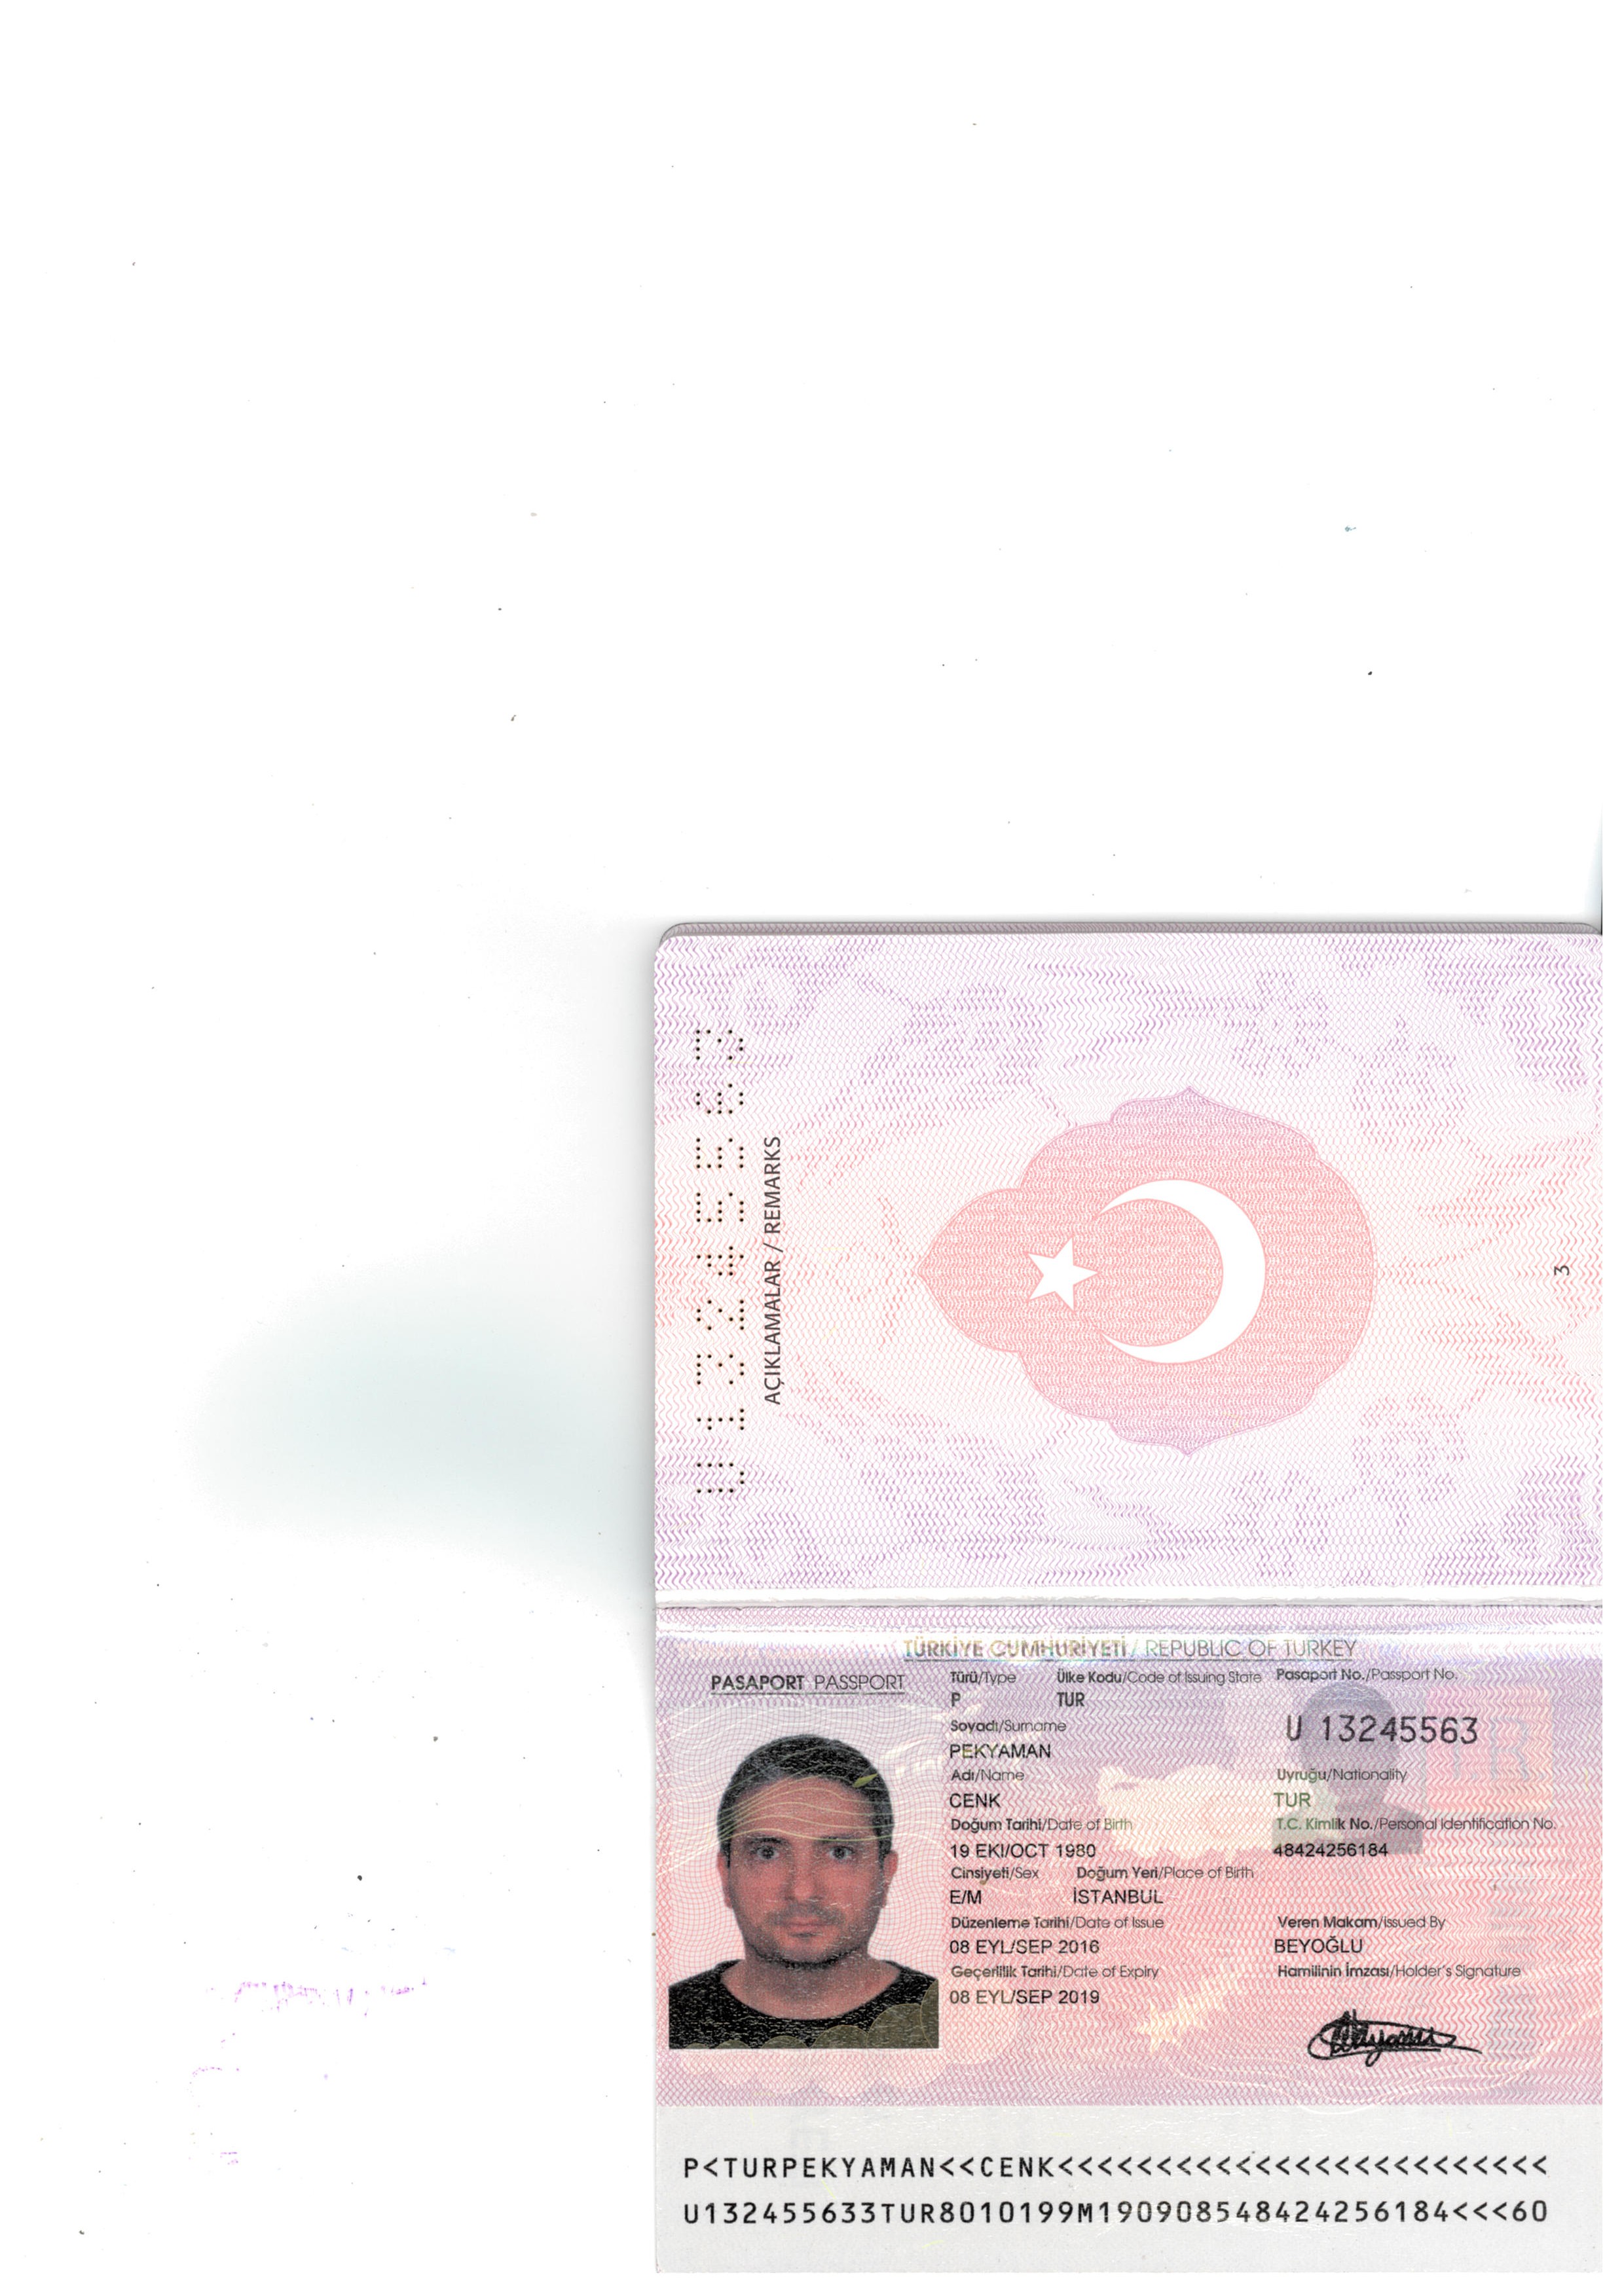 U13245563
AÇIKLAMALAR / REMARKS
3
TÜRKİYE CUMHURİYETİ / REPUBLIC OF TURKEY
PASAPORT PASSPORT
Türü/Type Ülke Kodu/Code of Issuing State Pasaport No./Passport No.
P TUR
U 13245563
Soyadı/Surname
PEKYAMAN
Adı/Name Uyruğu/Nationality
CENK TUR
Doğum Tarihi/Date of Birth T.C. Kimlik No./Personal Identification No.
19 EKI/OCT 1980 48424256184
Cinsiyeti/Sex Doğum Yeri/Place of Birth
E/M İSTANBUL
Düzenleme Tarihi/Date of Issue Veren Makam/Issued By
08 EYL/SEP 2016 BEYOĞLU
Geçerlilik Tarihi/Date of Expiry Hamilinin İmzası/Holder's Signature
08 EYL/SEP 2019
P<TURPEKYAMAN<<CENK<<<<<<<<<<<<<<<<<<<<<<<<<
U132455633TUR8010199M190908548424256184<<<60